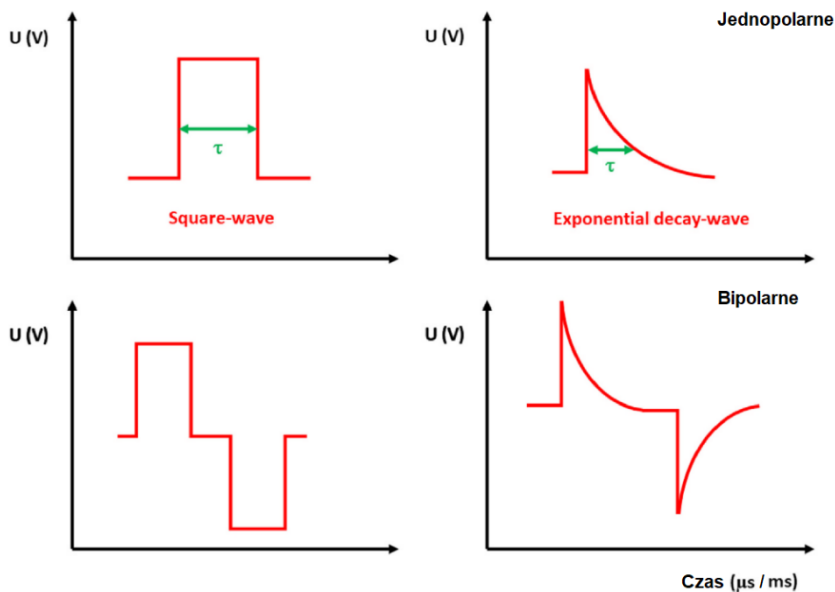 U (V)
τ
Square-wave
Jednopolarne
U (V)
τ
Exponential decay-wave
U (V)
Bipolarne
U (V)
Czas (μs / ms)